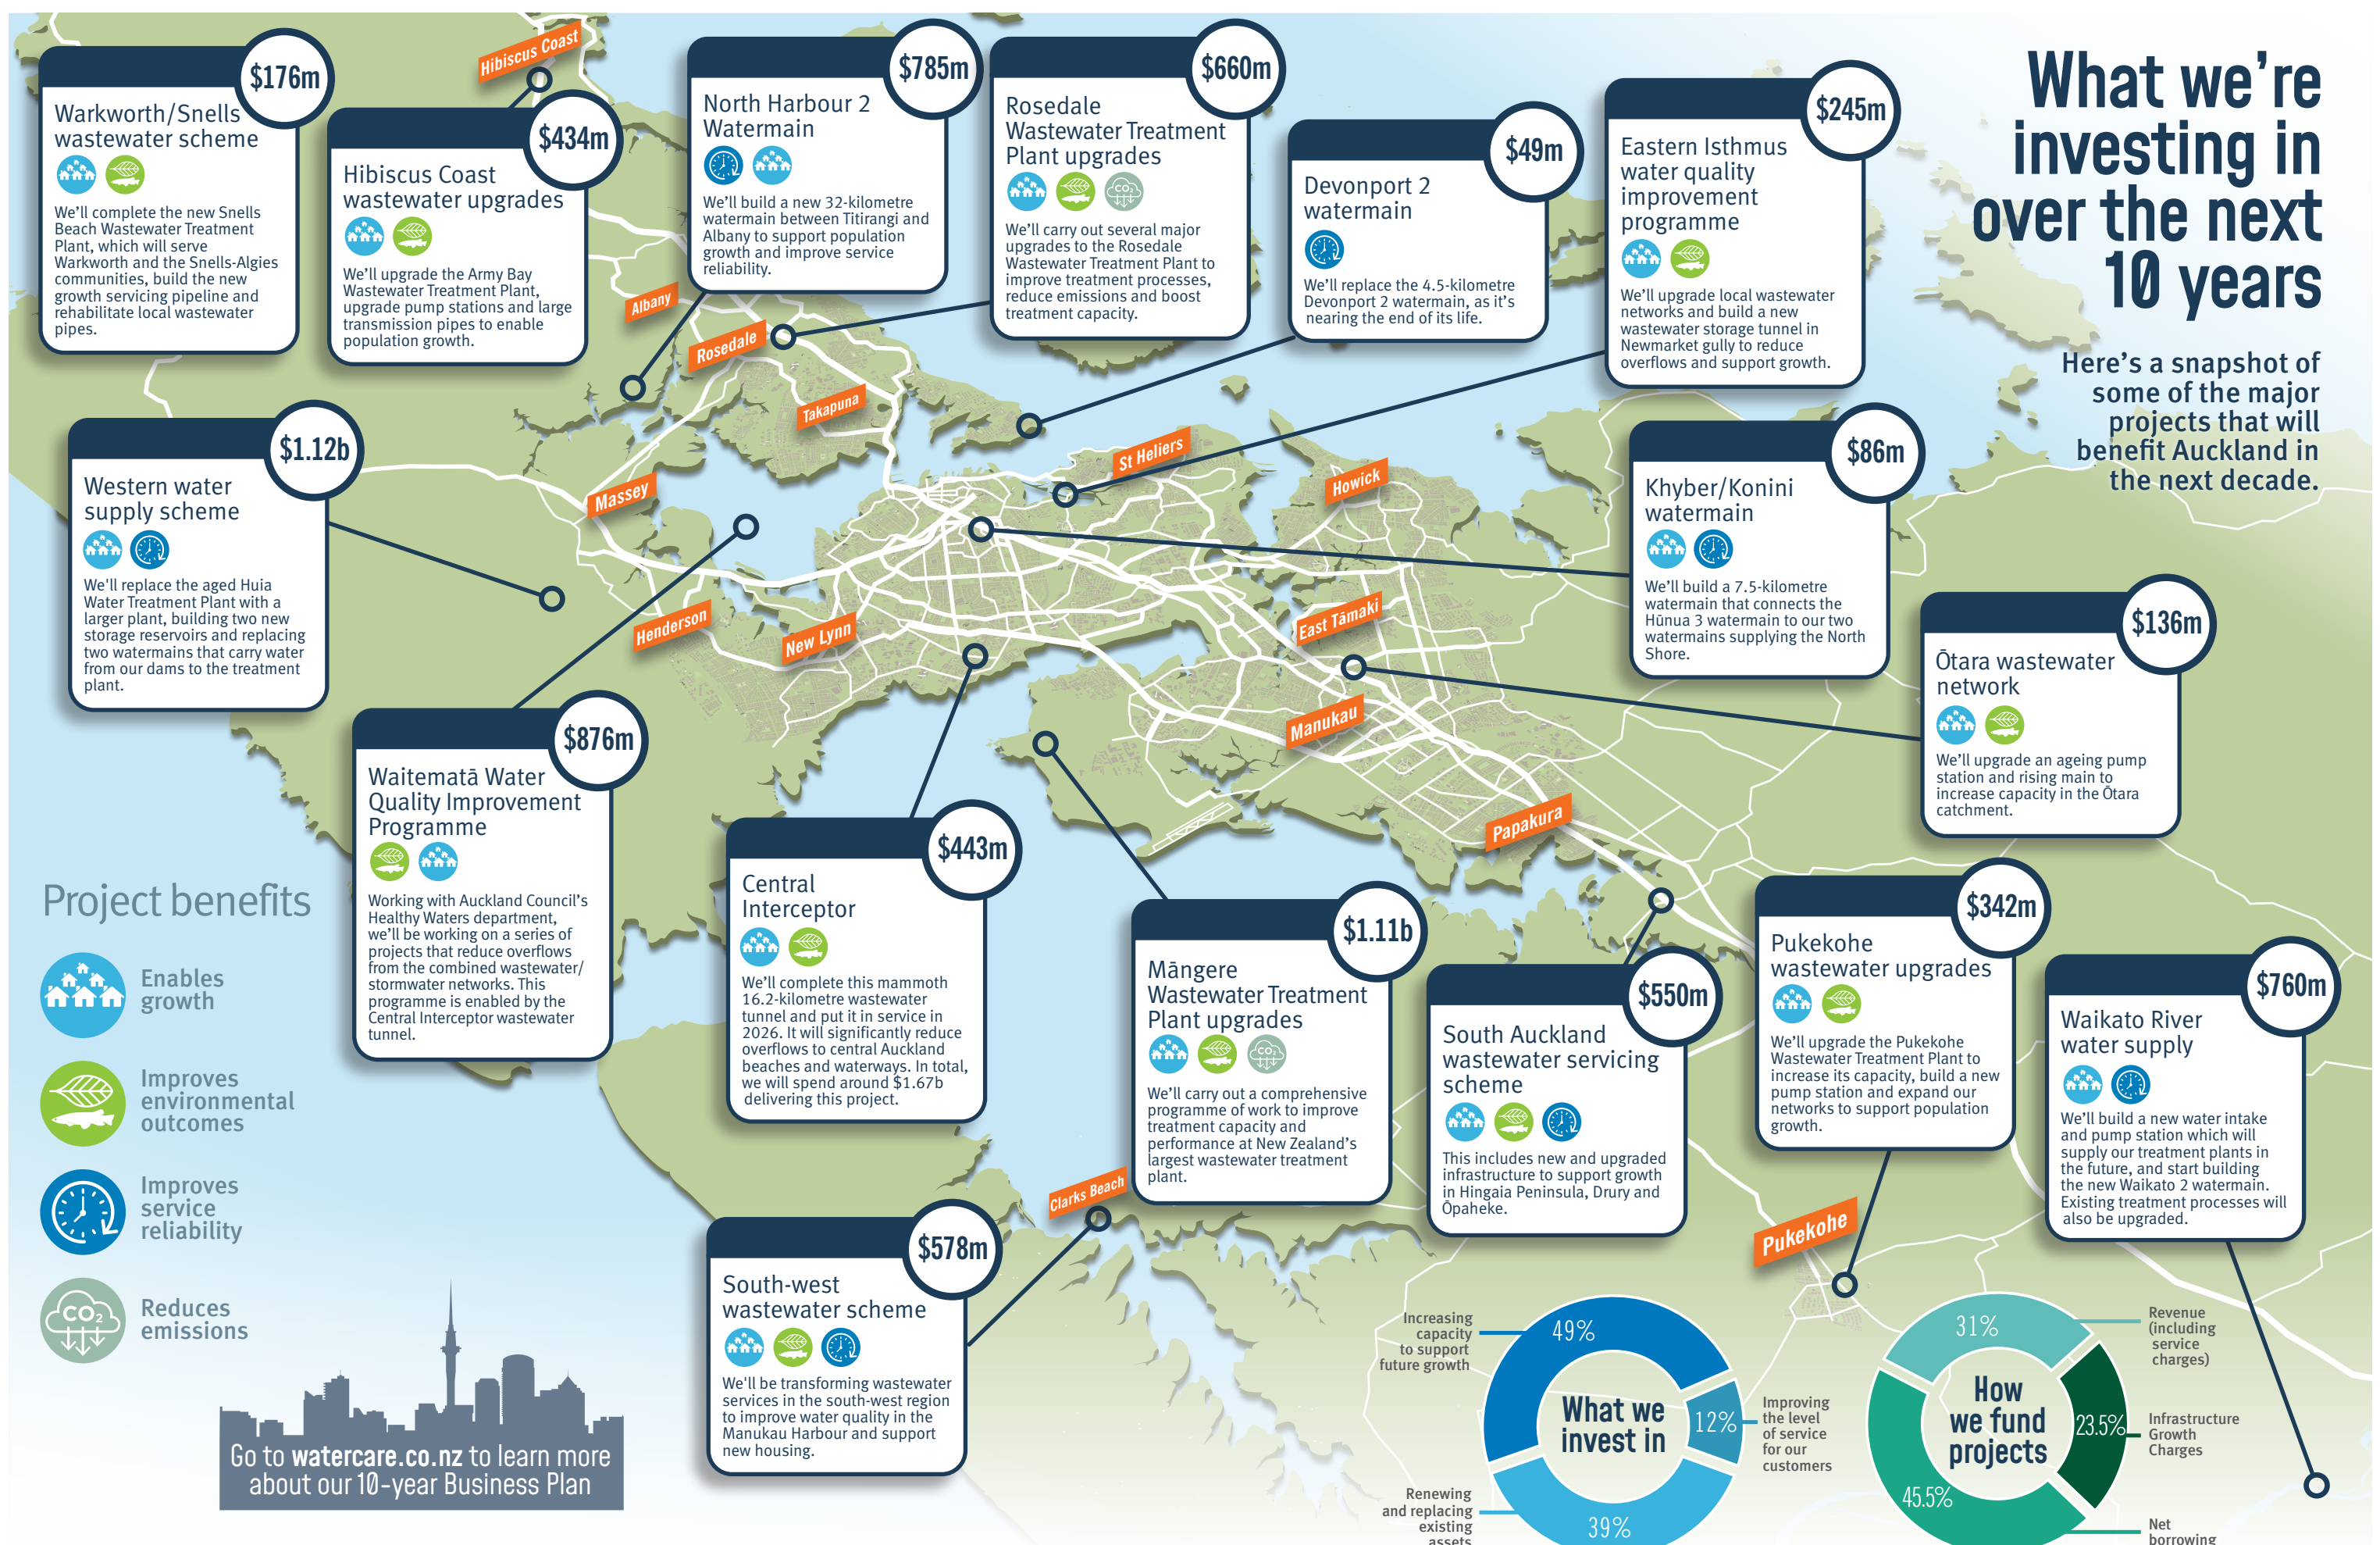 What we're
investing in
over the next
10 years
Here's a snapshot of
some of the major
projects that will
benefit Auckland in
the next decade.
$176m
Warkworth/Snells
wastewater scheme
We'll complete the new Snells
Beach Wastewater Treatment
Plant, which will serve
Warkworth and the Snells-Algies
communities, build the new
growth servicing pipeline and
rehabilitate local wastewater
pipes.
Hibiscus Coast
$434m
Hibiscus Coast
wastewater upgrades
We'll upgrade the Army Bay
Wastewater Treatment Plant,
upgrade pump stations and large
transmission pipes to enable
population growth.
$785m
North Harbour 2
Watermain
We'll build a new 32-kilometre
watermain between Titirangi and
Albany to support population
growth and improve service
reliability.
$660m
Rosedale
Wastewater Treatment
Plant upgrades
CO2
We'll carry out several major
upgrades to the Rosedale
Wastewater Treatment Plant to
improve treatment processes,
reduce emissions and boost
treatment capacity.
$49m
Devonport 2
watermain
We'll replace the 4.5-kilometre
Devonport 2 watermain, as it's
nearing the end of its life.
$245m
Eastern Isthmus
water quality
improvement
programme
We'll upgrade local wastewater
networks and build a new
wastewater storage tunnel in
Newmarket gully to reduce
overflows and support growth.
Albany
Rosedale
Takapuna
St Heliers
Howick
Massey
Henderson
New Lynn
East Tāmaki
Manukau
Papakura
$1.12b
Western water
supply scheme
We'll replace the aged Huia
Water Treatment Plant with a
larger plant, building two new
storage reservoirs and replacing
two watermains that carry water
from our dams to the treatment
plant.
$86m
Khyber/Konini
watermain
We'll build a 7.5-kilometre
watermain that connects the
Hūnua 3 watermain to our two
watermains supplying the North
Shore.
$136m
Ōtara wastewater
network
We'll upgrade an ageing pump
station and rising main to
increase capacity in the Ōtara
catchment.
$876m
Waitematā Water
Quality Improvement
Programme
Working with Auckland Council's
Healthy Waters department,
we'll be working on a series of
projects that reduce overflows
from the combined wastewater/
stormwater networks. This
programme is enabled by the
Central Interceptor wastewater
tunnel.
$443m
Central
Interceptor
We'll complete this mammoth
16.2-kilometre wastewater
tunnel and put it in service in
2026. It will significantly reduce
overflows to central Auckland
beaches and waterways. In total,
we will spend around $1.67b
delivering this project.
$1.11b
Māngere
Wastewater Treatment
Plant upgrades
CO2
We'll carry out a comprehensive
programme of work to improve
treatment capacity and
performance at New Zealand's
largest wastewater treatment
plant.
$550m
South Auckland
wastewater servicing
scheme
This includes new and upgraded
infrastructure to support growth
in Hingaia Peninsula, Drury and
Ōpaheke.
$342m
Pukekohe
wastewater upgrades
We'll upgrade the Pukekohe
Wastewater Treatment Plant to
increase its capacity, build a new
pump station and expand our
networks to support population
growth.
$760m
Waikato River
water supply
We'll build a new water intake
and pump station which will
supply our treatment plants in
the future, and start building
the new Waikato 2 watermain.
Existing treatment processes will
also be upgraded.
Clarks Beach
Pukekohe
$578m
South-west
wastewater scheme
We'll be transforming wastewater
services in the south-west region
to improve water quality in the
Manukau Harbour and support
new housing.
Project benefits
Enables
growth
Improves
environmental
outcomes
Improves
service
reliability
CO2
Reduces
emissions
Go to watercare.co.nz to learn more
about our 10-year Business Plan
What we
invest in
Increasing
capacity
to support
future growth
49%
12%
Improving
the level
of service
for our
customers
Renewing
and replacing
existing
assets
39%
How
we fund
projects
31%
Revenue
(including
service
charges)
23.5%
Infrastructure
Growth
Charges
45.5%
Net
borrowing